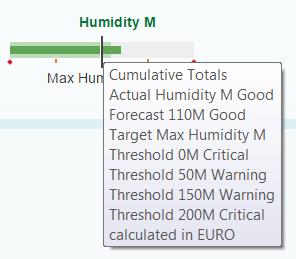 Humidity M
Max Hum
Cumulative Totals
Actual Humidity M Good
Forecast 110M Good
Target Max Humidity M
Threshold 0M Critical
Threshold 50M Warning
Threshold 150M Warning
Threshold 200M Critical
calculated in EURO